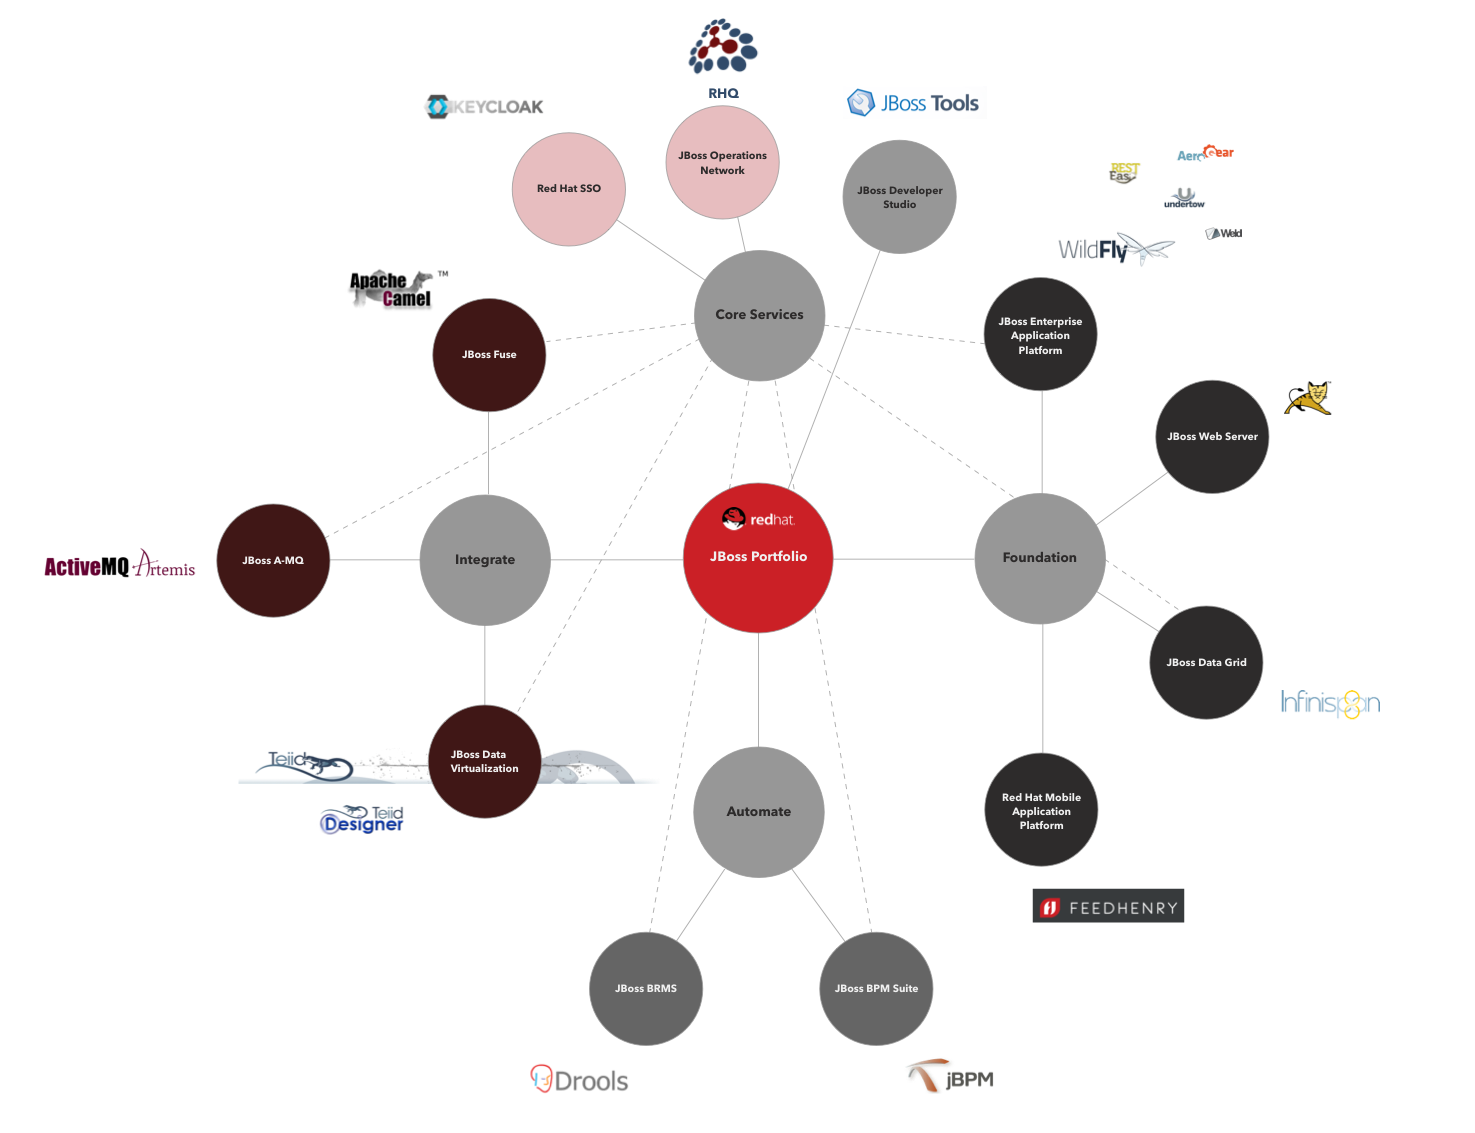 RHQ
KEYCLOAK
JBoss Tools
JBoss Operations
Network
Red Hat SSO
JBoss Developer
Studio
AeroGear
RESTEasy
undertow
Weld
WildFly
Apache
Camel
TM
Core Services
JBoss Enterprise
Application
Platform
JBoss Fuse
JBoss Web Server
redhat.
JBoss Portfolio
JBoss A-MQ
Integrate
Foundation
ActiveMQ Artemis
JBoss Data Grid
Infinispan
JBoss Data
Virtualization
Teiid
Teiid
Designer
Automate
Red Hat Mobile
Application
Platform
FEEDHENRY
JBoss BRMS
JBoss BPM Suite
Drools
jBPM